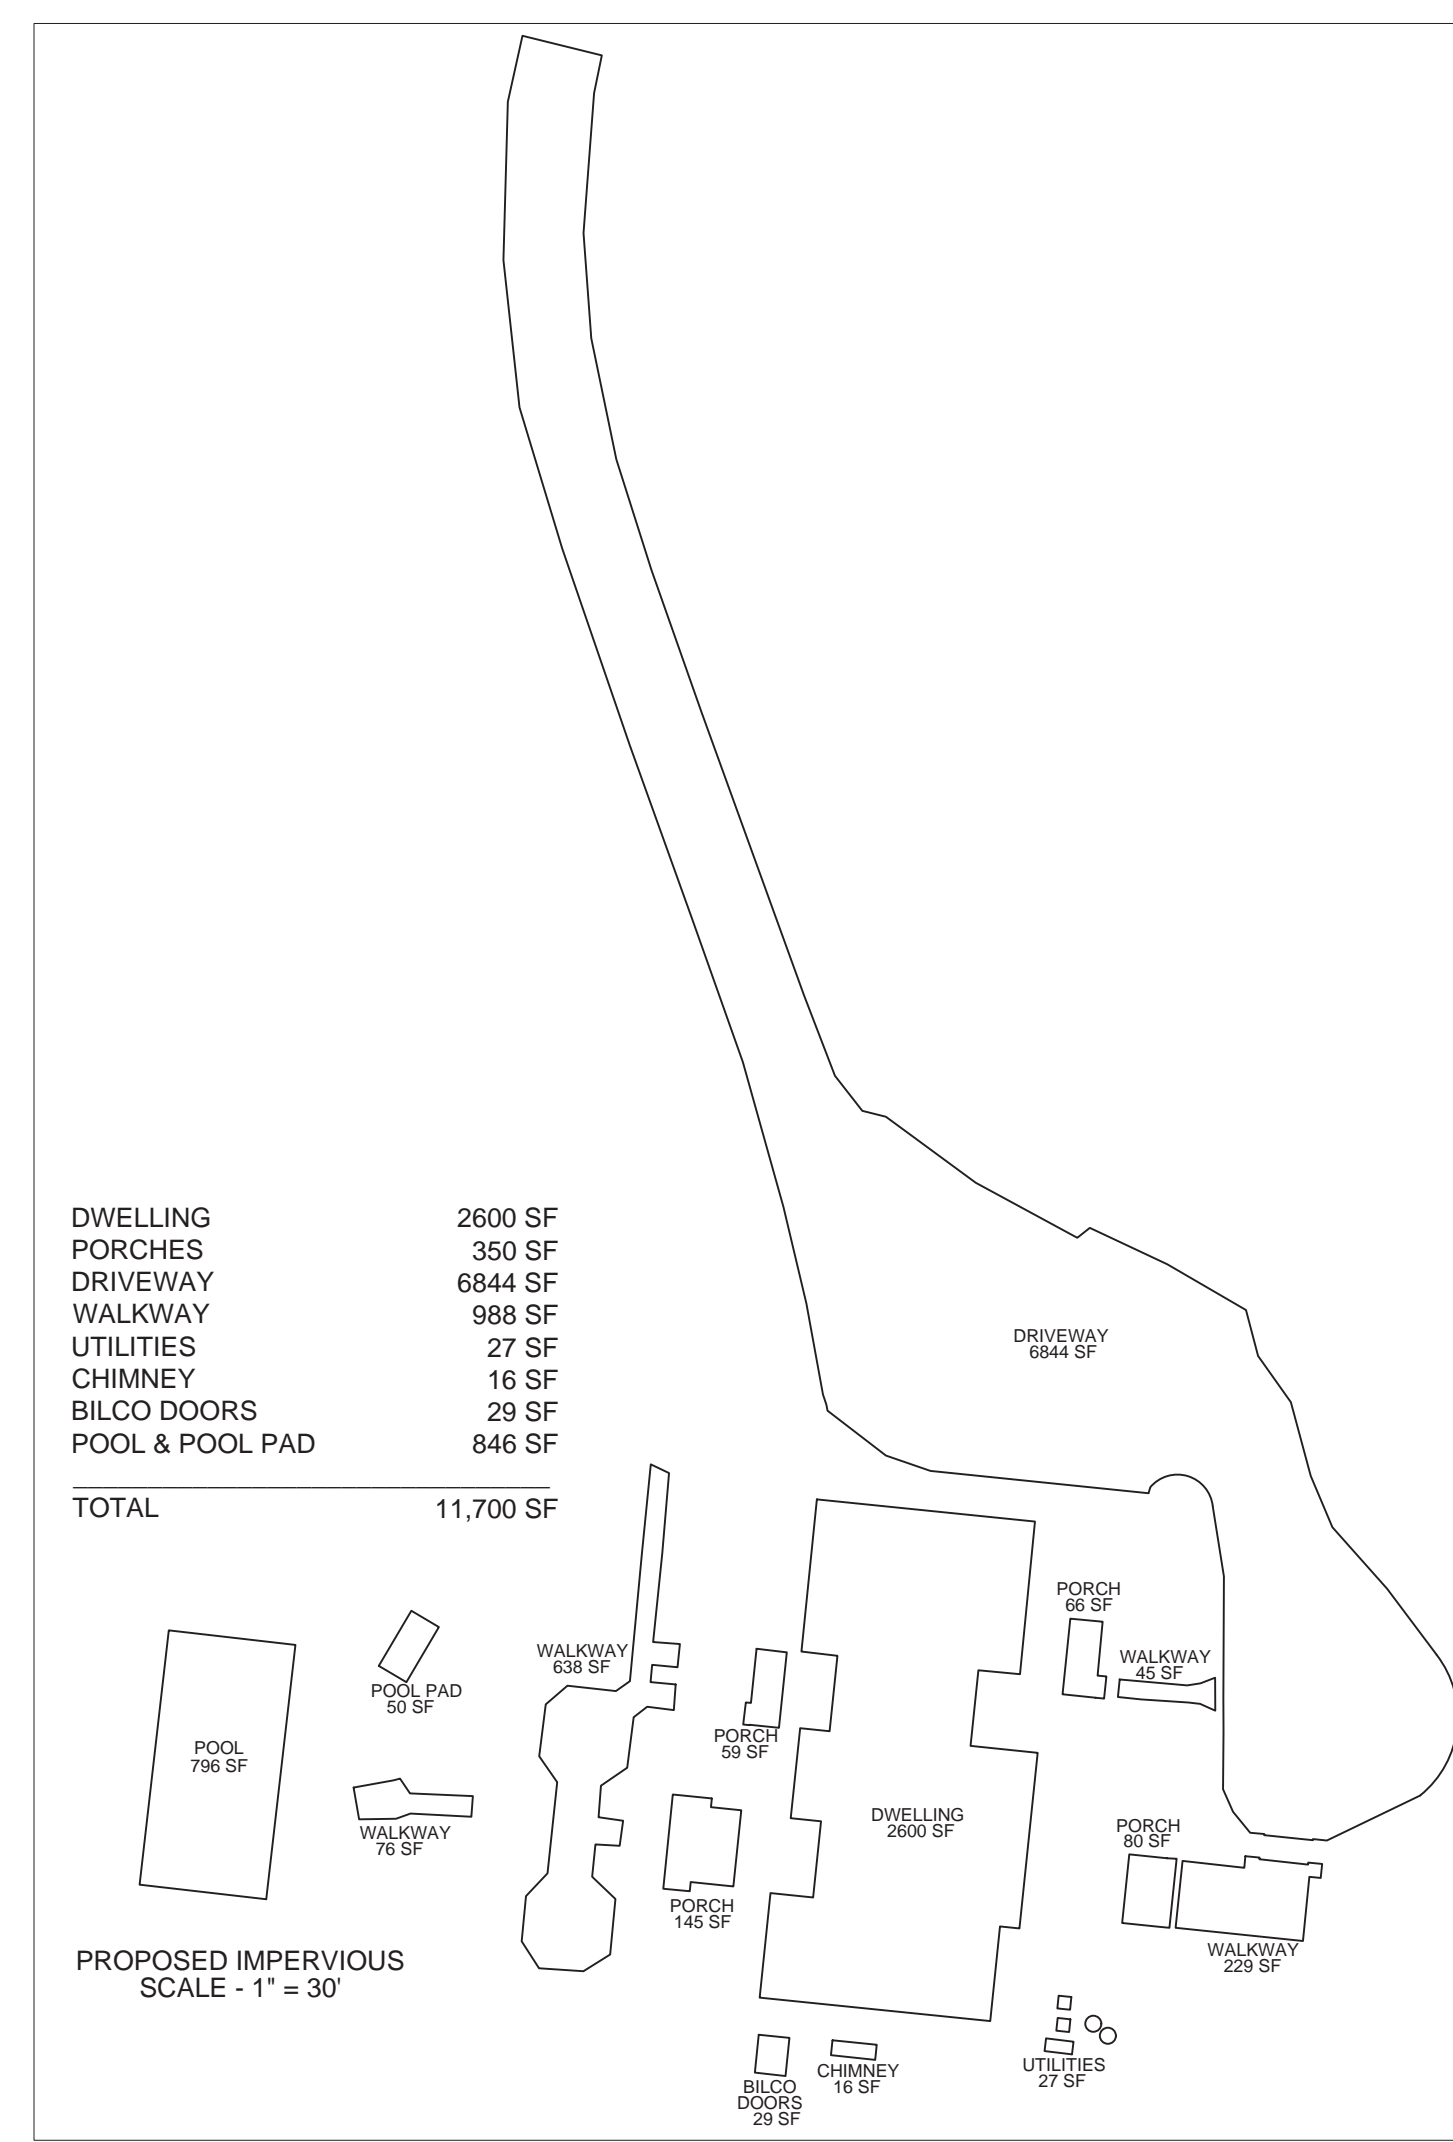 DWELLING 2600 SF
PORCHES 350 SF
DRIVEWAY 6844 SF
WALKWAY 988 SF
UTILITIES 27 SF
CHIMNEY 16 SF
BILCO DOORS 29 SF
POOL & POOL PAD 846 SF
TOTAL 11,700 SF
DRIVEWAY
6844 SF
PORCH
66 SF
WALKWAY
45 SF
WALKWAY
638 SF
POOL PAD
50 SF
POOL
796 SF
PORCH
59 SF
WALKWAY
76 SF
DWELLING
2600 SF
PORCH
80 SF
PORCH
145 SF
WALKWAY
229 SF
PROPOSED IMPERVIOUS
SCALE - 1" = 30'
UTILITIES
27 SF
CHIMNEY
16 SF
BILCO
DOORS
29 SF